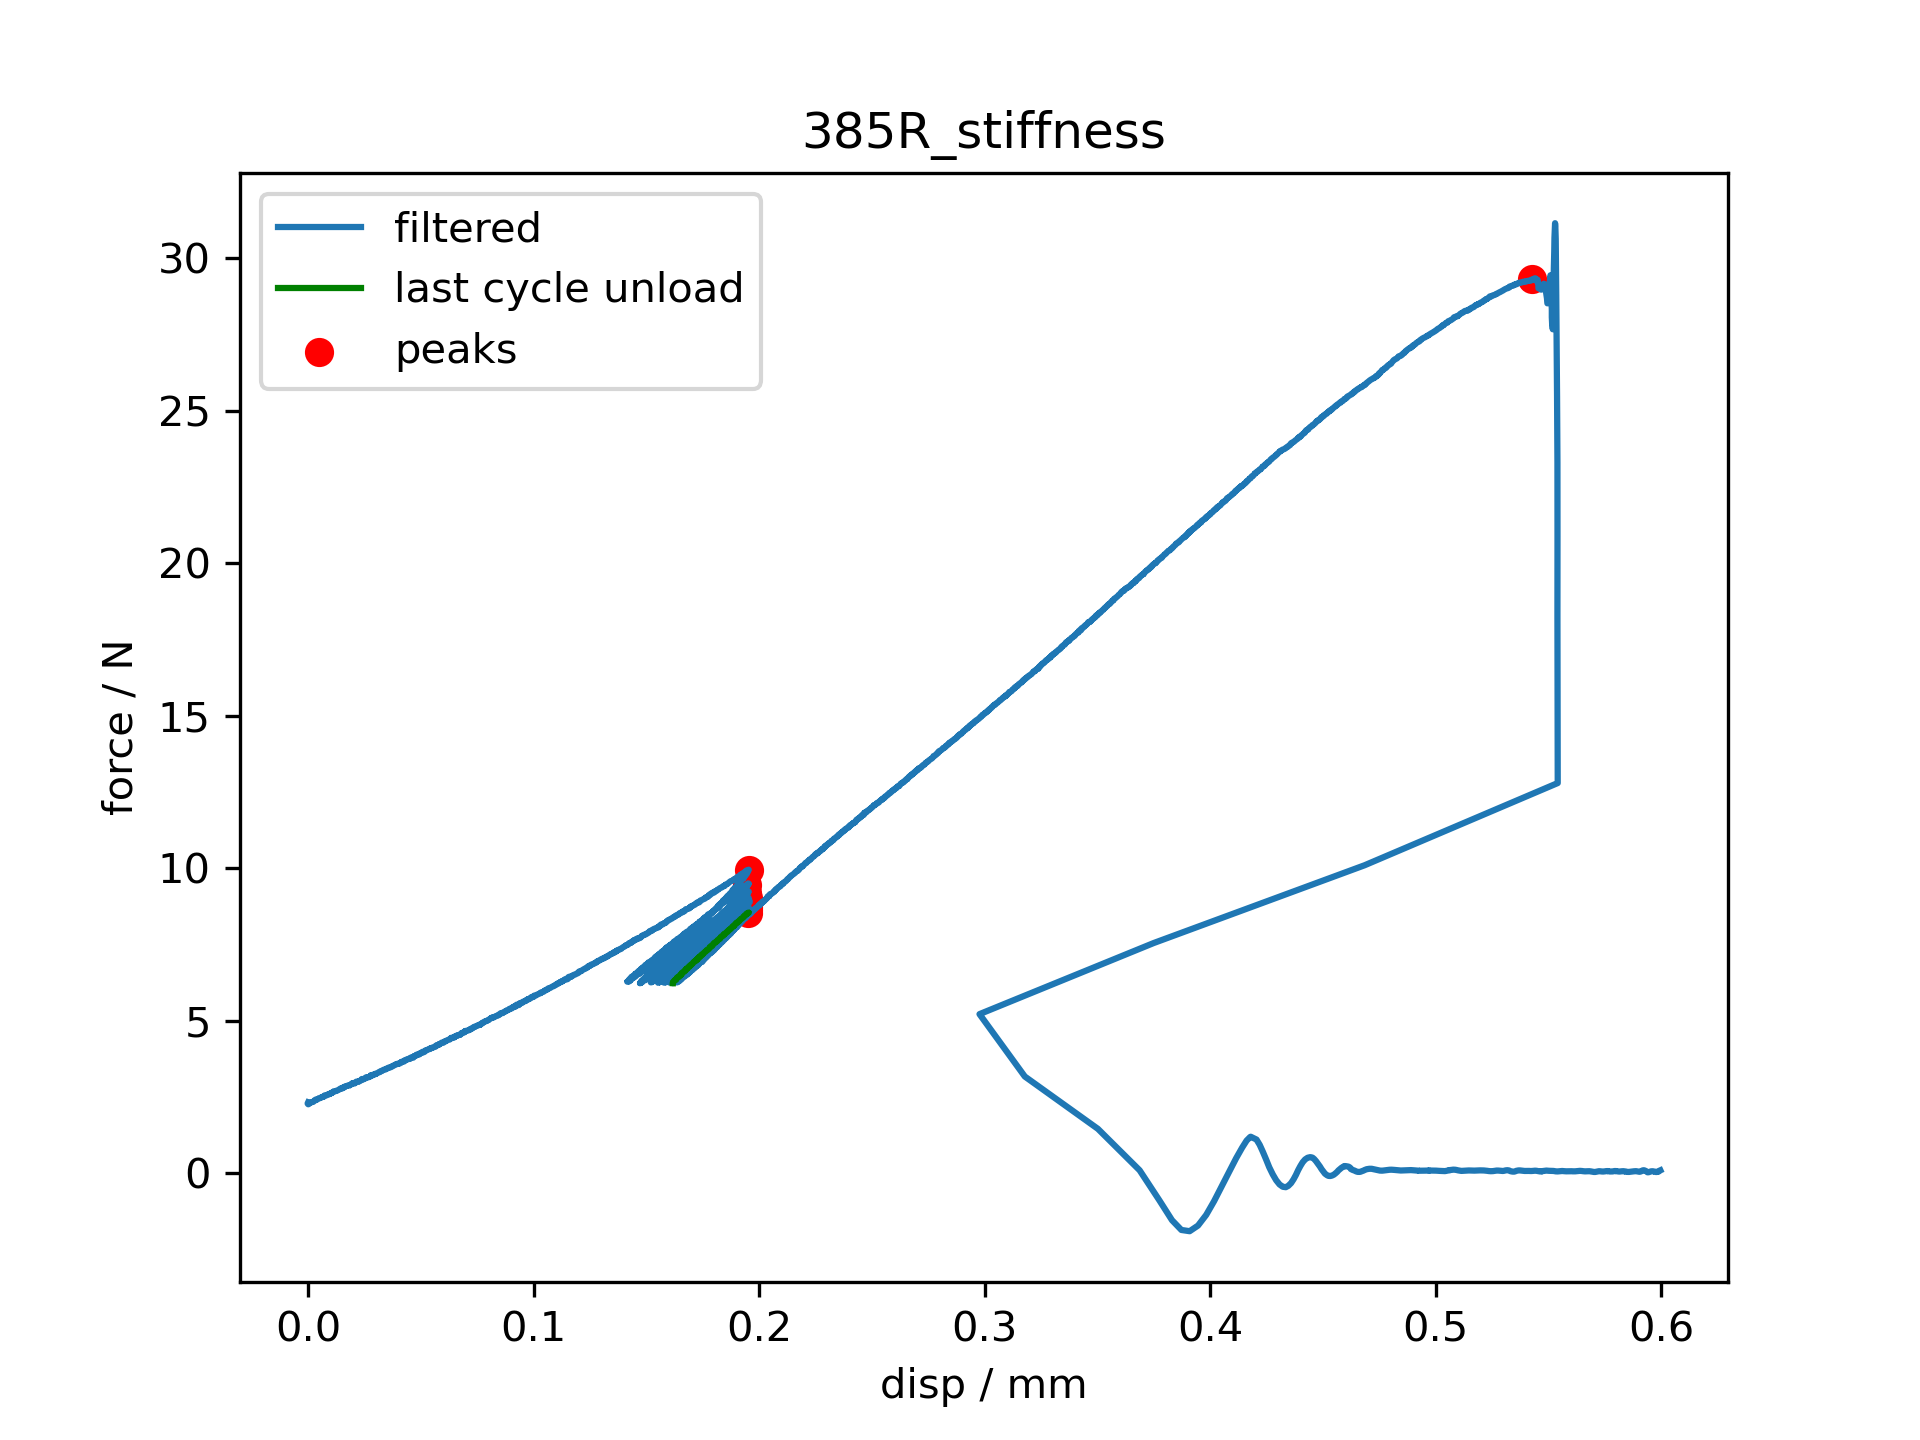 385R_stiffness
filtered
last cycle unload
peaks
30
25
20
15
10
5
0
force / N
0.0 0.1 0.2 0.3 0.4 0.5 0.6
disp / mm